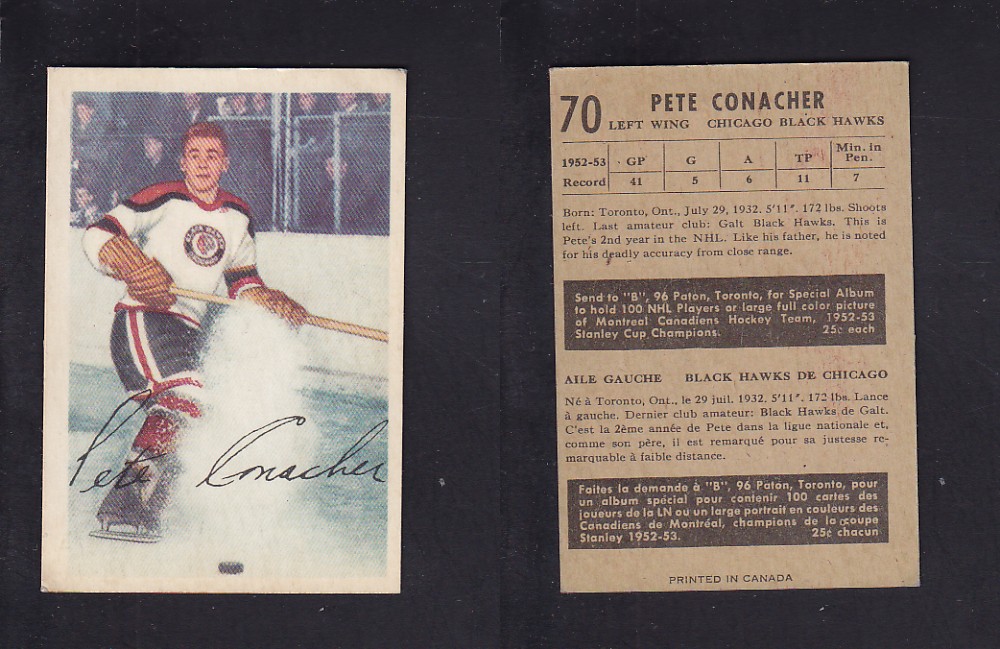 Pete Conacher
70
PETE CONACHER
LEFT WING CHICAGO BLACK HAWKS
1952-53 GP G A TP Min. in Pen.
Record 41 5 6 11 7
Born: Toronto, Ont., July 29, 1932. 5'11". 172 lbs. Shoots
left. Last amateur club: Galt Black Hawks. This is
Pete's 2nd year in the NHL. Like his father, he is noted
for his deadly accuracy from close range.
Send to "B", 96 Paton, Toronto, for Special Album
to hold 100 NHL Players or large full color picture
of Montreal Canadiens Hockey Team, 1952-53
Stanley Cup Champions. 25¢ each
AILE GAUCHE BLACK HAWKS DE CHICAGO
Né à Toronto, Ont., le 29 juil. 1932. 5'11". 172 lbs. Lance
à gauche. Dernier club amateur: Black Hawks de Galt.
C'est la 2ème année de Pete dans la ligue nationale et,
comme son père, il est remarqué pour sa justesse re-
marquable à faible distance.
Faites la demande à "B", 96 Paton, Toronto, pour
un album spécial pour contenir 100 cartes des
joueurs de la LN ou un large portrait en couleurs des
Canadiens de Montréal, champions de la coupe
Stanley 1952-53. 25¢ chacun
PRINTED IN CANADA